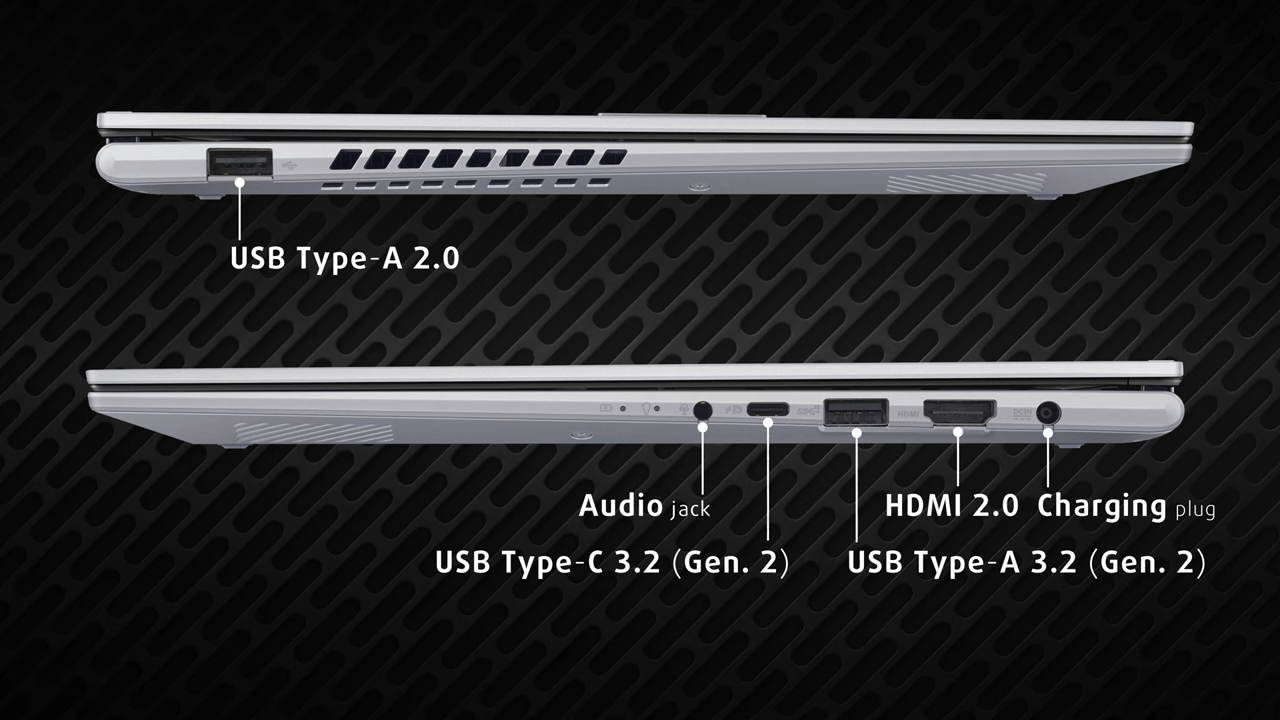 USB Type-A 2.0
HDMI
DCIN
Audio jack
HDMI 2.0
Charging plug
USB Type-C 3.2 (Gen. 2)
USB Type-A 3.2 (Gen. 2)